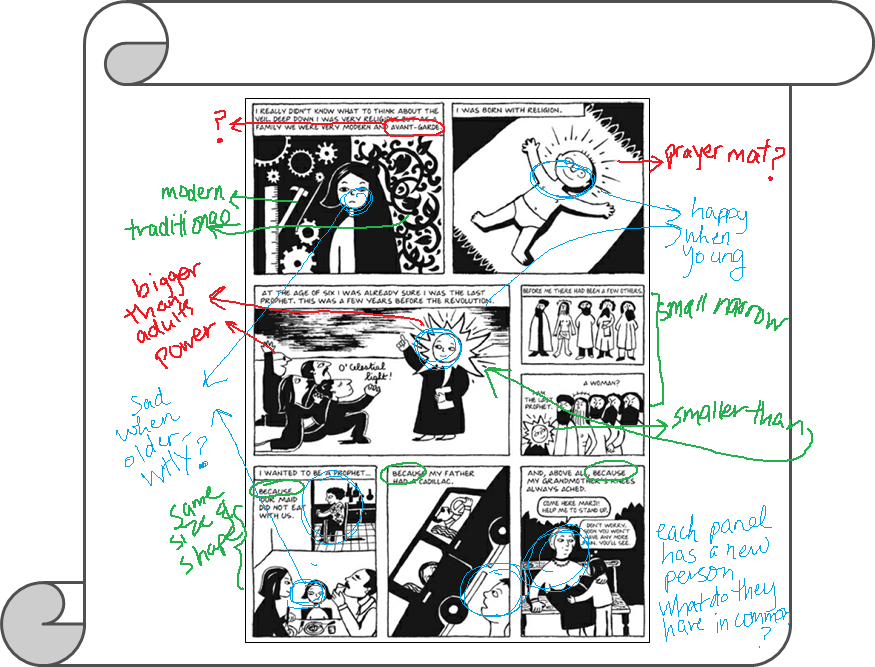 I REALLY DIDN'T KNOW WHAT TO THINK ABOUT THE
VEIL. DEEP DOWN I WAS VERY RELIGIOUS BUT AS A
FAMILY WE WERE VERY MODERN AND AVANT-GARDE.
I WAS BORN WITH RELIGION.
?
prayer mat?
modern
traditional
happy
when
young
AT THE AGE OF SIX I WAS ALREADY SURE I WAS THE LAST
PROPHET. THIS WAS A FEW YEARS BEFORE THE REVOLUTION.
O' Celestial
light!
BEFORE ME THERE HAD BEEN A FEW OTHERS.
A WOMAN?
I AM
THE LAST
PROPHET.
bigger
than
adults
power
small narrow
smaller than
Sad
when
older
why?
I WANTED TO BE A PROPHET...
BECAUSE
OUR MAID
DID NOT EAT
WITH US.
BECAUSE MY FATHER
HAD A CADILLAC.
AND, ABOVE ALL, BECAUSE
MY GRANDMOTHER'S KNEES
ALWAYS ACHED.
COME HERE MARJI!
HELP ME TO STAND UP.
DON'T WORRY,
SOON YOU WON'T
HAVE ANY MORE
PAIN. YOU'LL SEE.
same
size &
shape
each panel
has a new
person
what do they
have in common
?